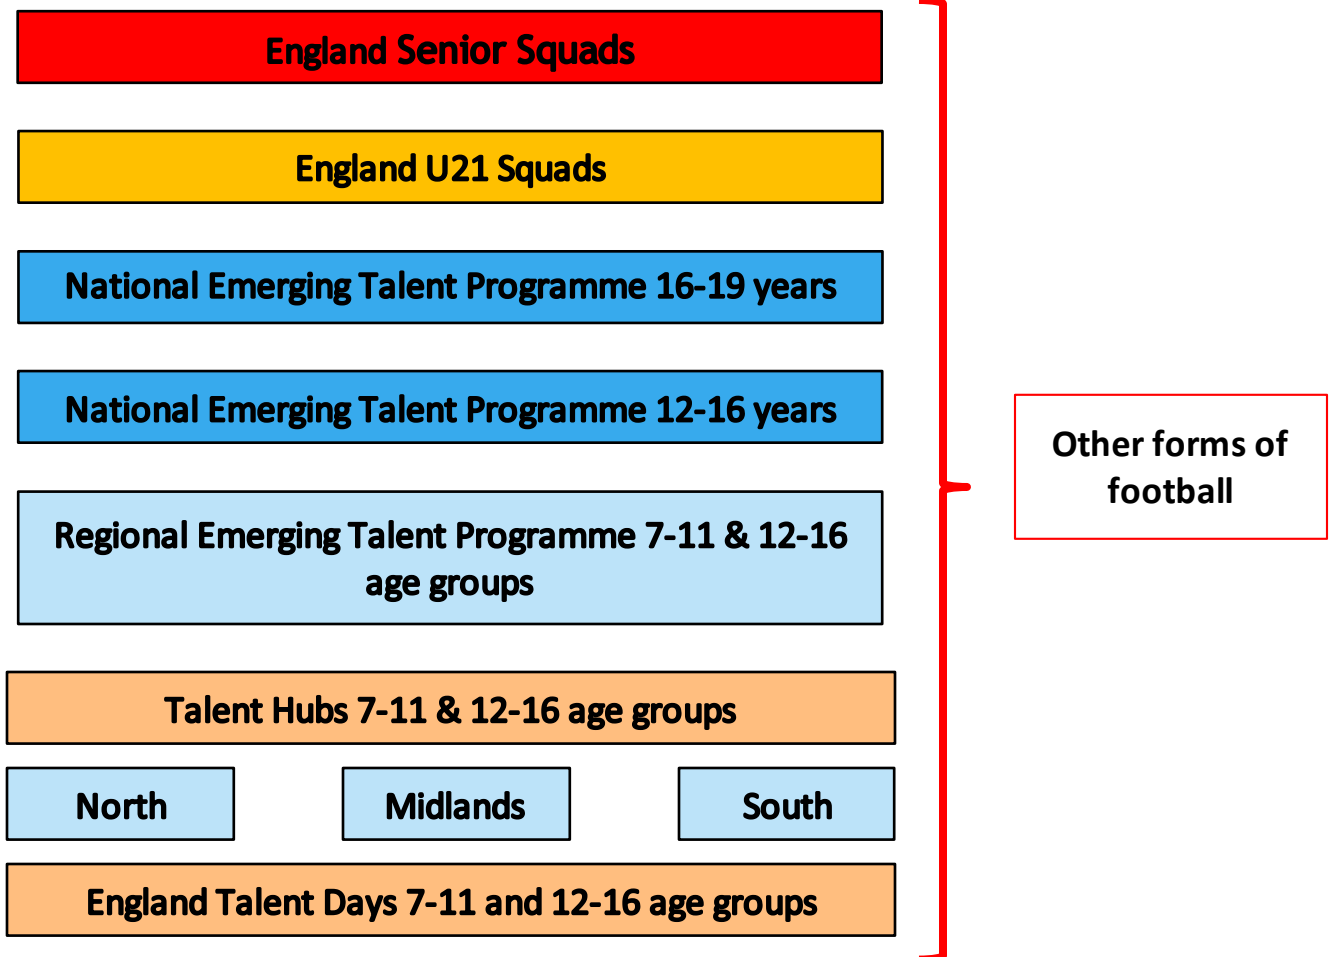 England Senior Squads
England U21 Squads
National Emerging Talent Programme 16-19 years
National Emerging Talent Programme 12-16 years
Regional Emerging Talent Programme 7-11 & 12-16
age groups
Talent Hubs 7-11 & 12-16 age groups
North
Midlands
South
England Talent Days 7-11 and 12-16 age groups
Other forms of
football